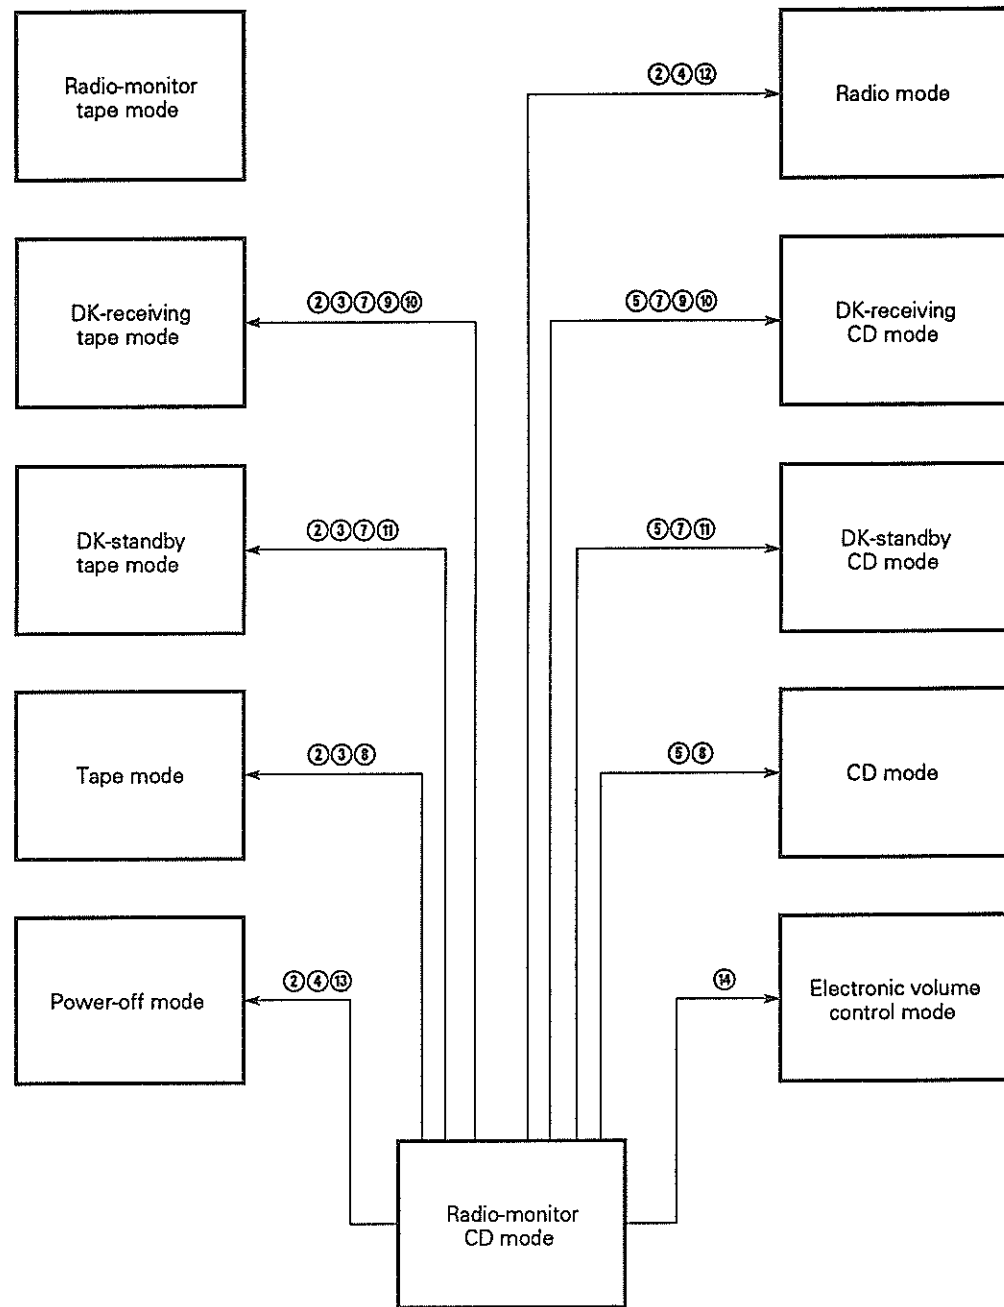 Radio-monitor
tape mode
②④⑫
Radio mode
DK-receiving
tape mode
②③⑦⑨⑩
⑤⑦⑨⑩
DK-receiving
CD mode
DK-standby
tape mode
②③⑦⑪
⑤⑦⑪
DK-standby
CD mode
Tape mode
②③⑧
⑤⑧
CD mode
Power-off mode
②④⑬
⑭
Electronic volume
control mode
Radio-monitor
CD mode